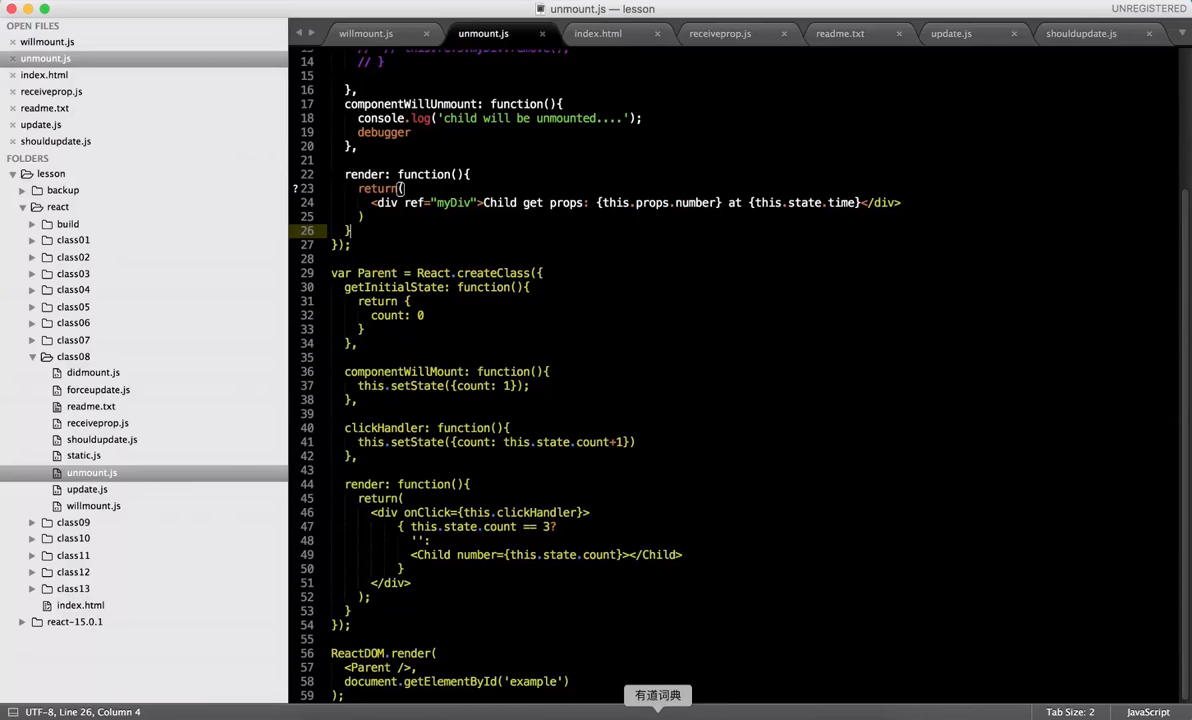 unmount.js — lesson
UNREGISTERED
OPEN FILES
willmount.js
unmount.js
index.html
receiveprop.js
readme.txt
update.js
shouldupdate.js
FOLDERS
lesson
backup
react
build
class01
class02
class03
class04
class05
class06
class07
class08
didmount.js
forceupdate.js
readme.txt
receiveprop.js
shouldupdate.js
static.js
unmount.js
update.js
willmount.js
class09
class10
class11
class12
class13
index.html
react-15.0.1
willmount.js × unmount.js × index.html × receiveprop.js × readme.txt × update.js × shouldupdate.js ×
14 // }
15
16 },
17 componentWillUnmount: function(){
18 console.log('child will be unmounted....');
19 debugger
20 },
21
22 render: function(){
?23 return(
24 <div ref="myDiv">Child get props: {this.props.number} at {this.state.time}</div>
25 )
26 }
27 });
28
29 var Parent = React.createClass({
30 getInitialState: function(){
31 return {
32 count: 0
33 }
34 },
35
36 componentWillMount: function(){
37 this.setState({count: 1});
38 },
39
40 clickHandler: function(){
41 this.setState({count: this.state.count+1})
42 },
43
44 render: function(){
45 return(
46 <div onClick={this.clickHandler}>
47 { this.state.count == 3?
48 '':
49 <Child number={this.state.count}></Child>
50 }
51 </div>
52 );
53 }
54 });
55
56 ReactDOM.render(
57 <Parent />,
58 document.getElementById('example')
59 );
有道词典
UTF-8, Line 26, Column 4
Tab Size: 2
JavaScript